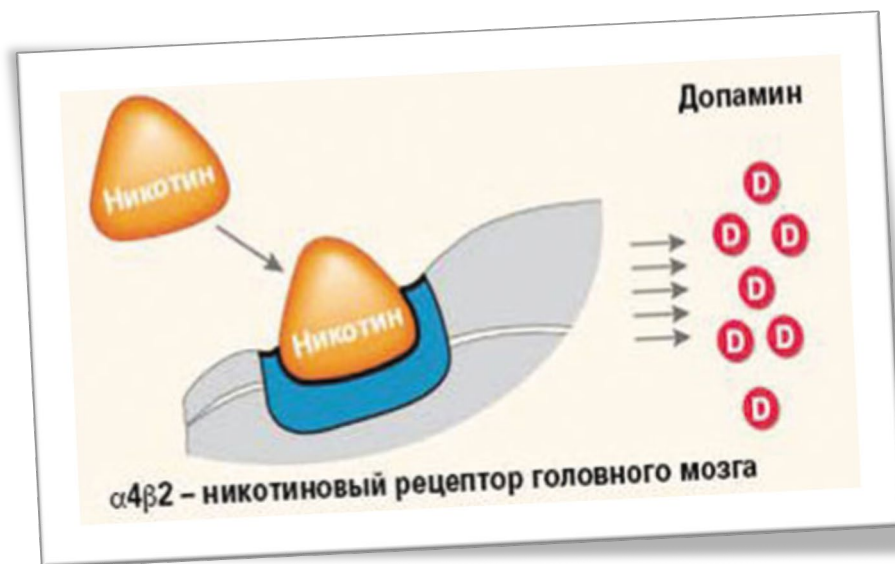 Допамин
Никотин
Никотин
D
D D
D
D D
D
α4β2 – никотиновый рецептор головного мозга